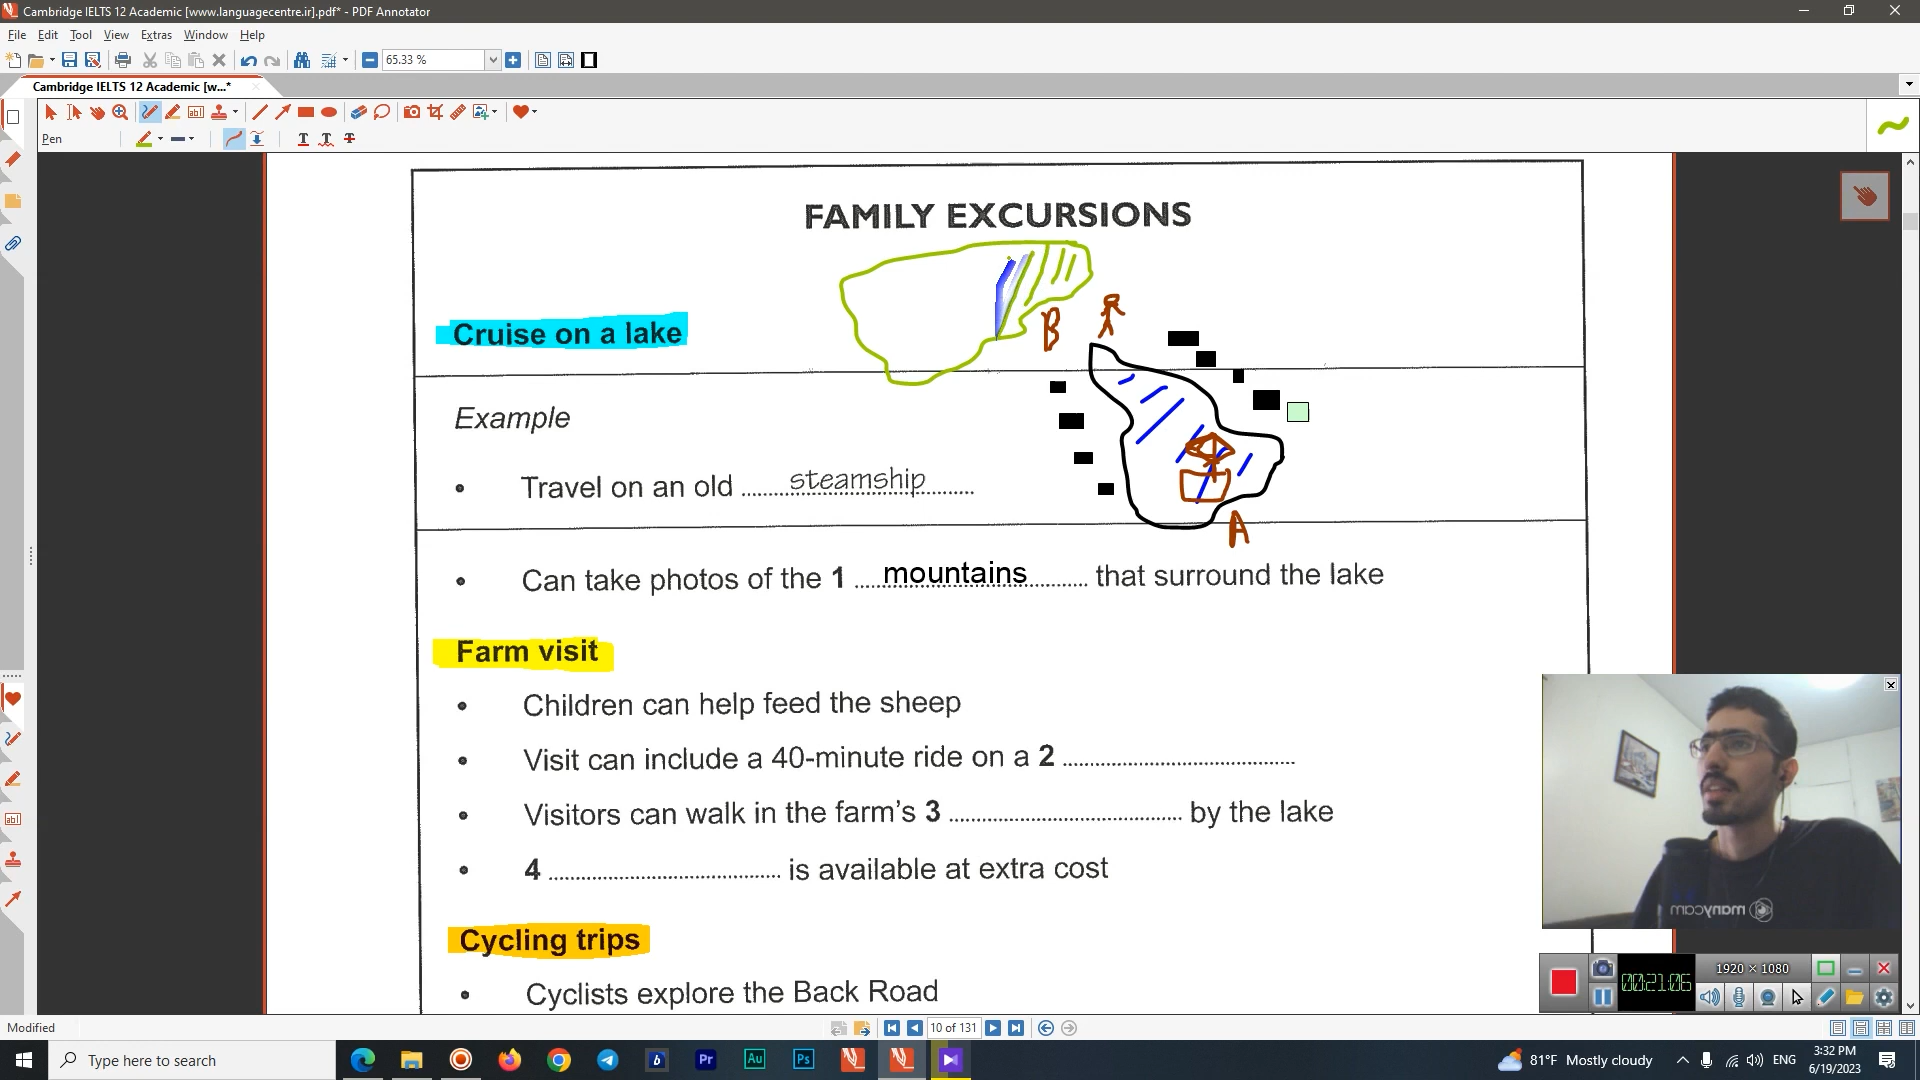 Cambridge IELTS 12 Academic [www.languagecentre.ir].pdf* - PDF Annotator
File Edit Tool View Extras Window Help
65.33 %
Cambridge IELTS 12 Academic [w...*
Pen
FAMILY EXCURSIONS
B
Cruise on a lake
Example
Travel on an old steamship
A
Can take photos of the 1 mountains that surround the lake
Farm visit
Children can help feed the sheep
Visit can include a 40-minute ride on a 2
Visitors can walk in the farm's 3 by the lake
4 is available at extra cost
Cycling trips
Cyclists explore the Back Road
manycam
1920 × 1080
00:21:06
Modified
10 of 131
Type here to search
81°F Mostly cloudy
ENG
3:32 PM
6/19/2023